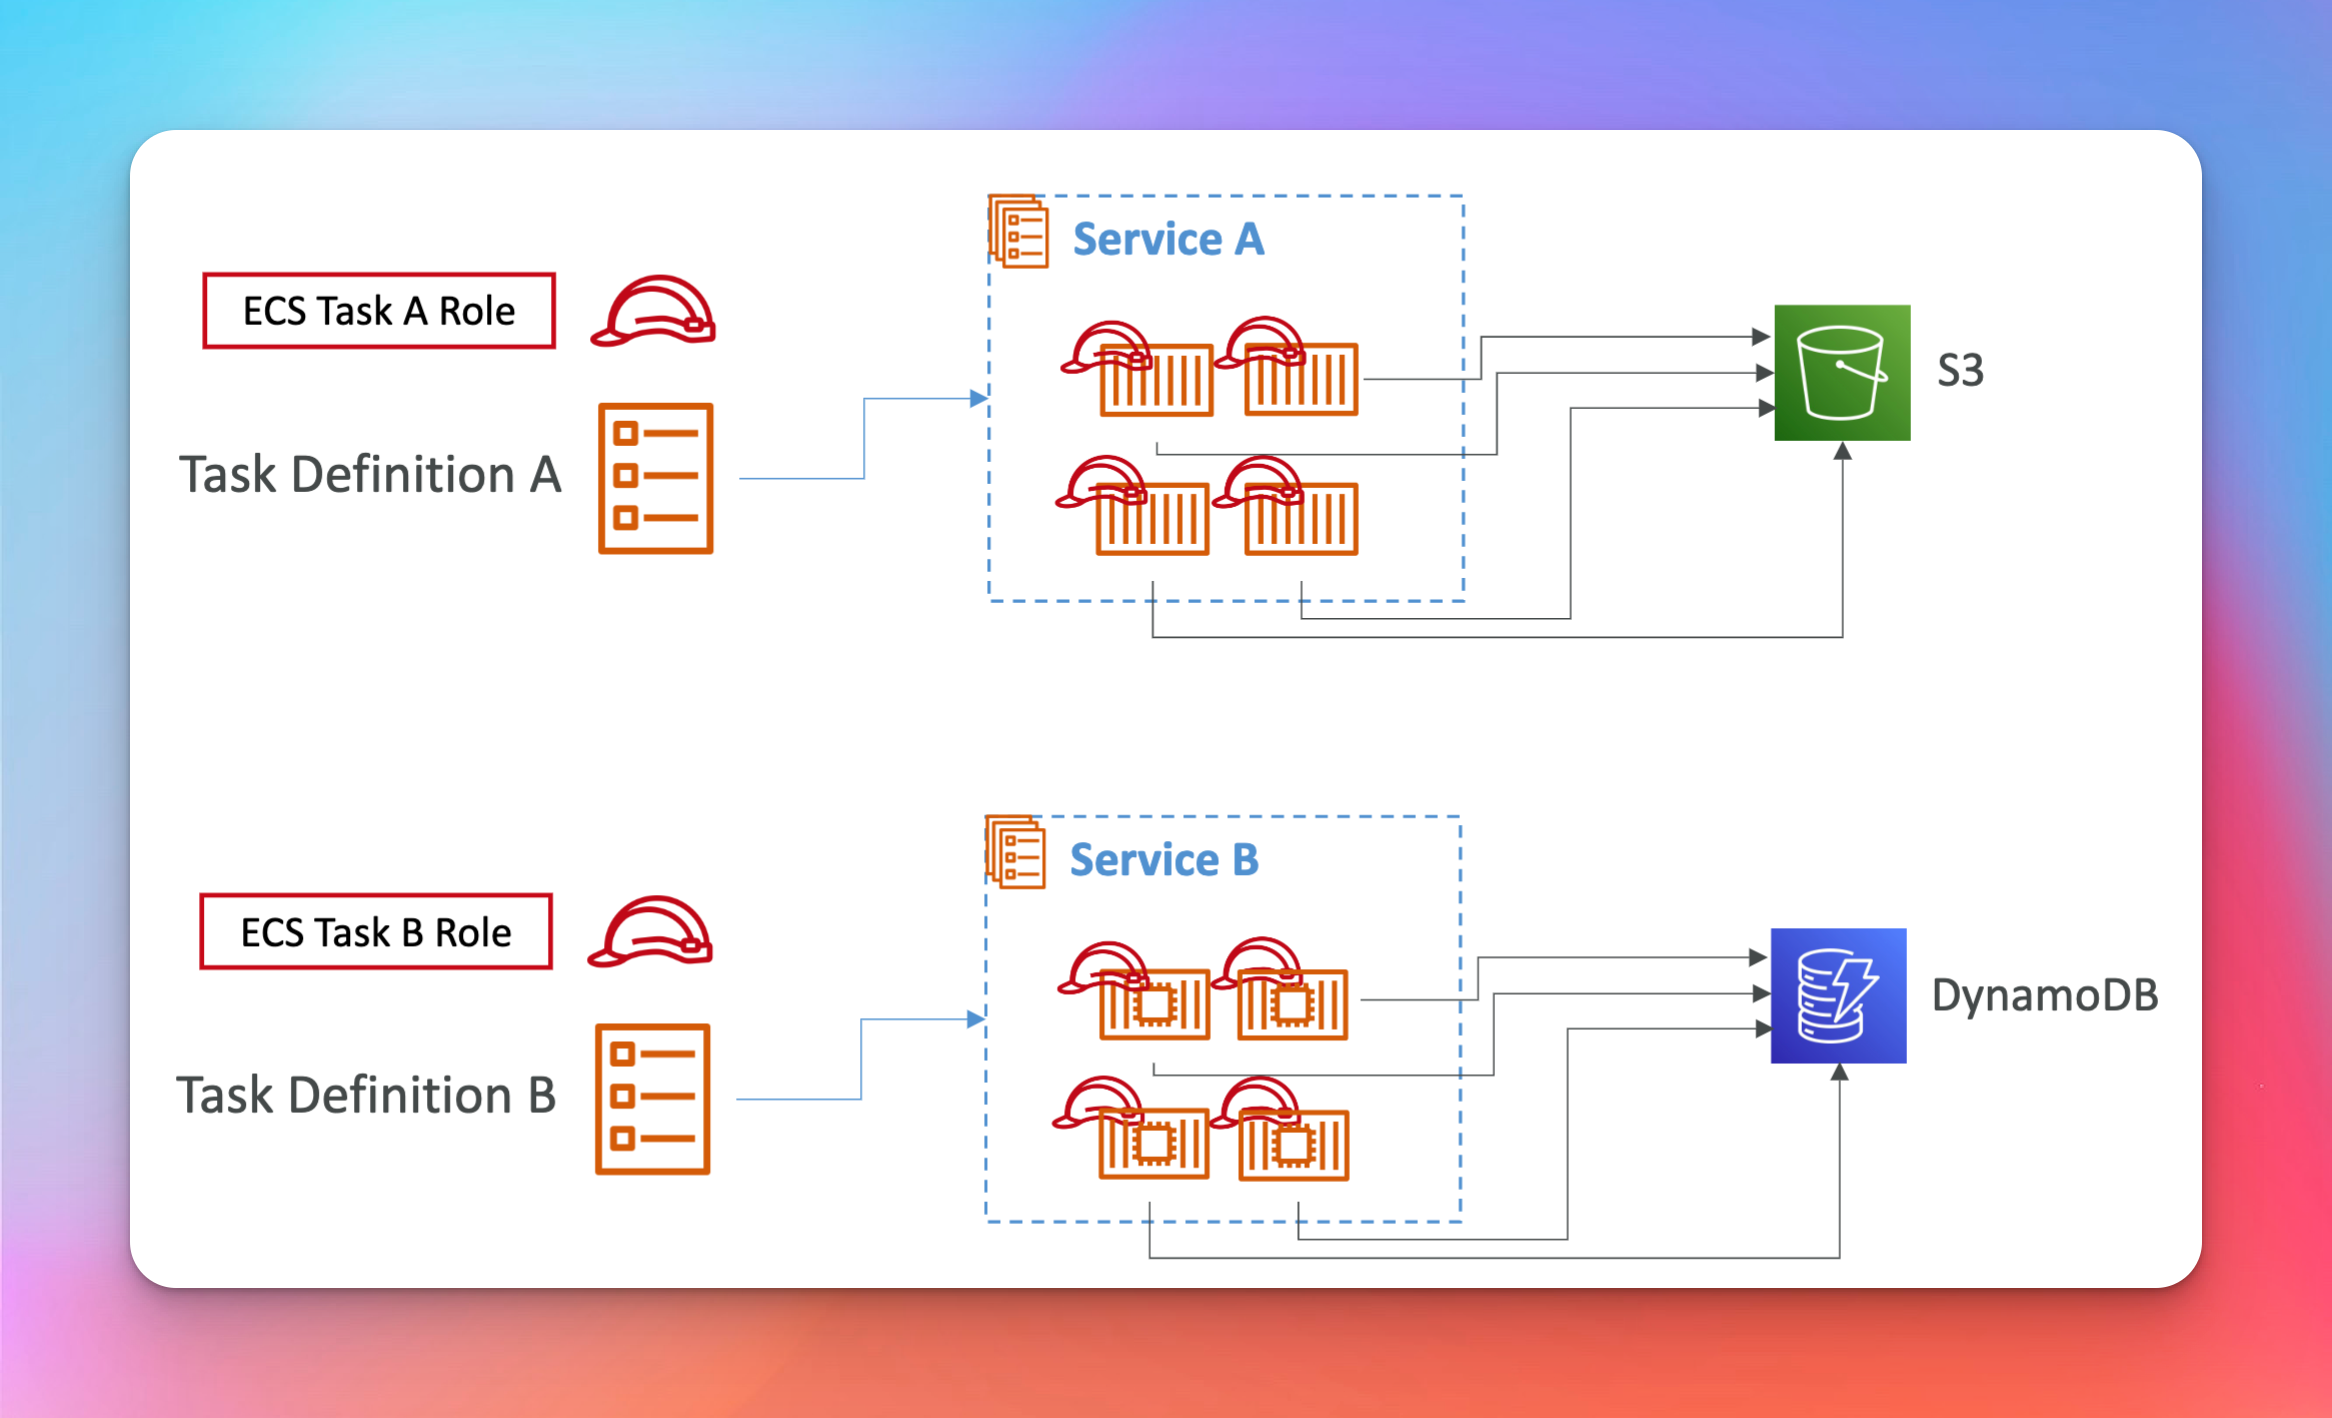 Service A
ECS Task A Role
S3
Task Definition A
Service B
ECS Task B Role
DynamoDB
Task Definition B